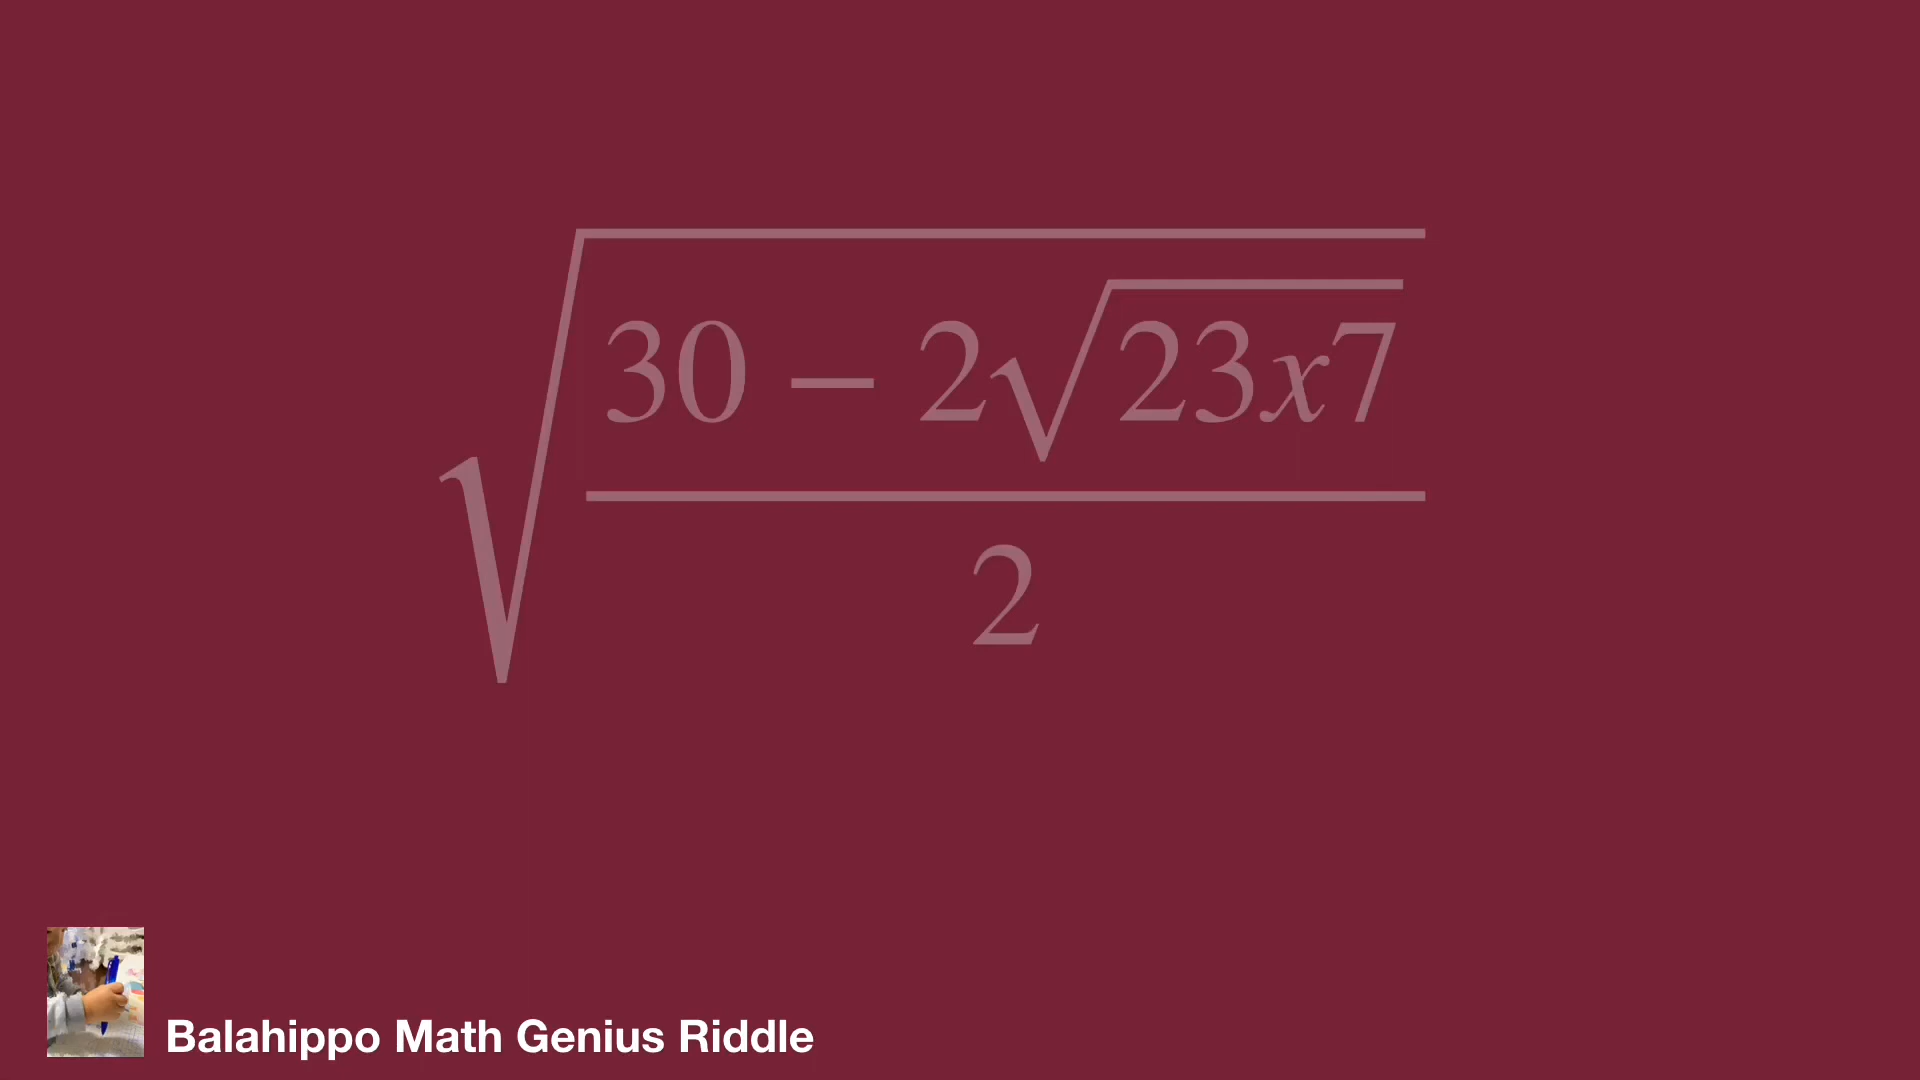 √((30 − 2√(23x7))/2)
Balahippo Math Genius Riddle